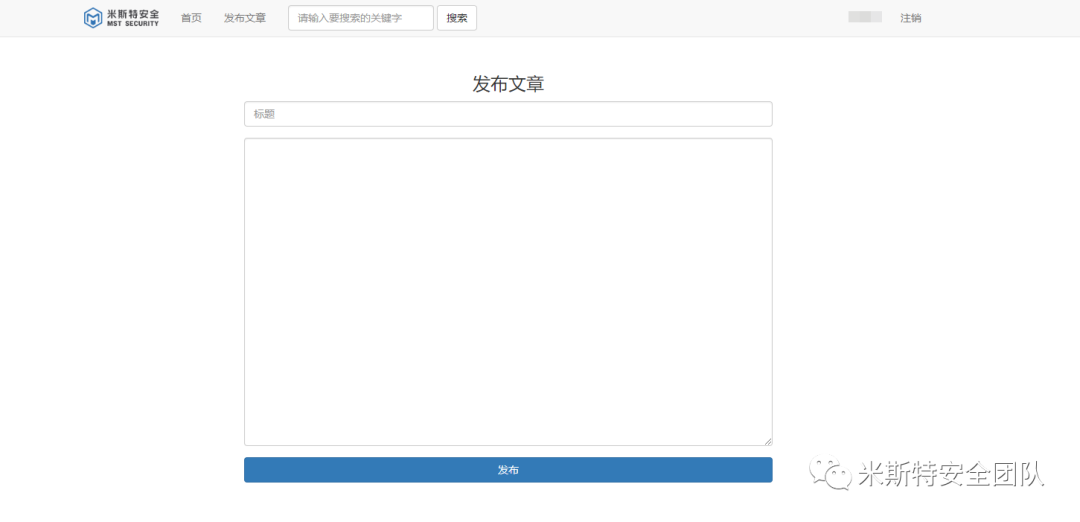 米斯特安全
MST SECURITY
首页
发布文章
请输入要搜索的关键字
搜索
注销
发布文章
标题
发布
米斯特安全团队